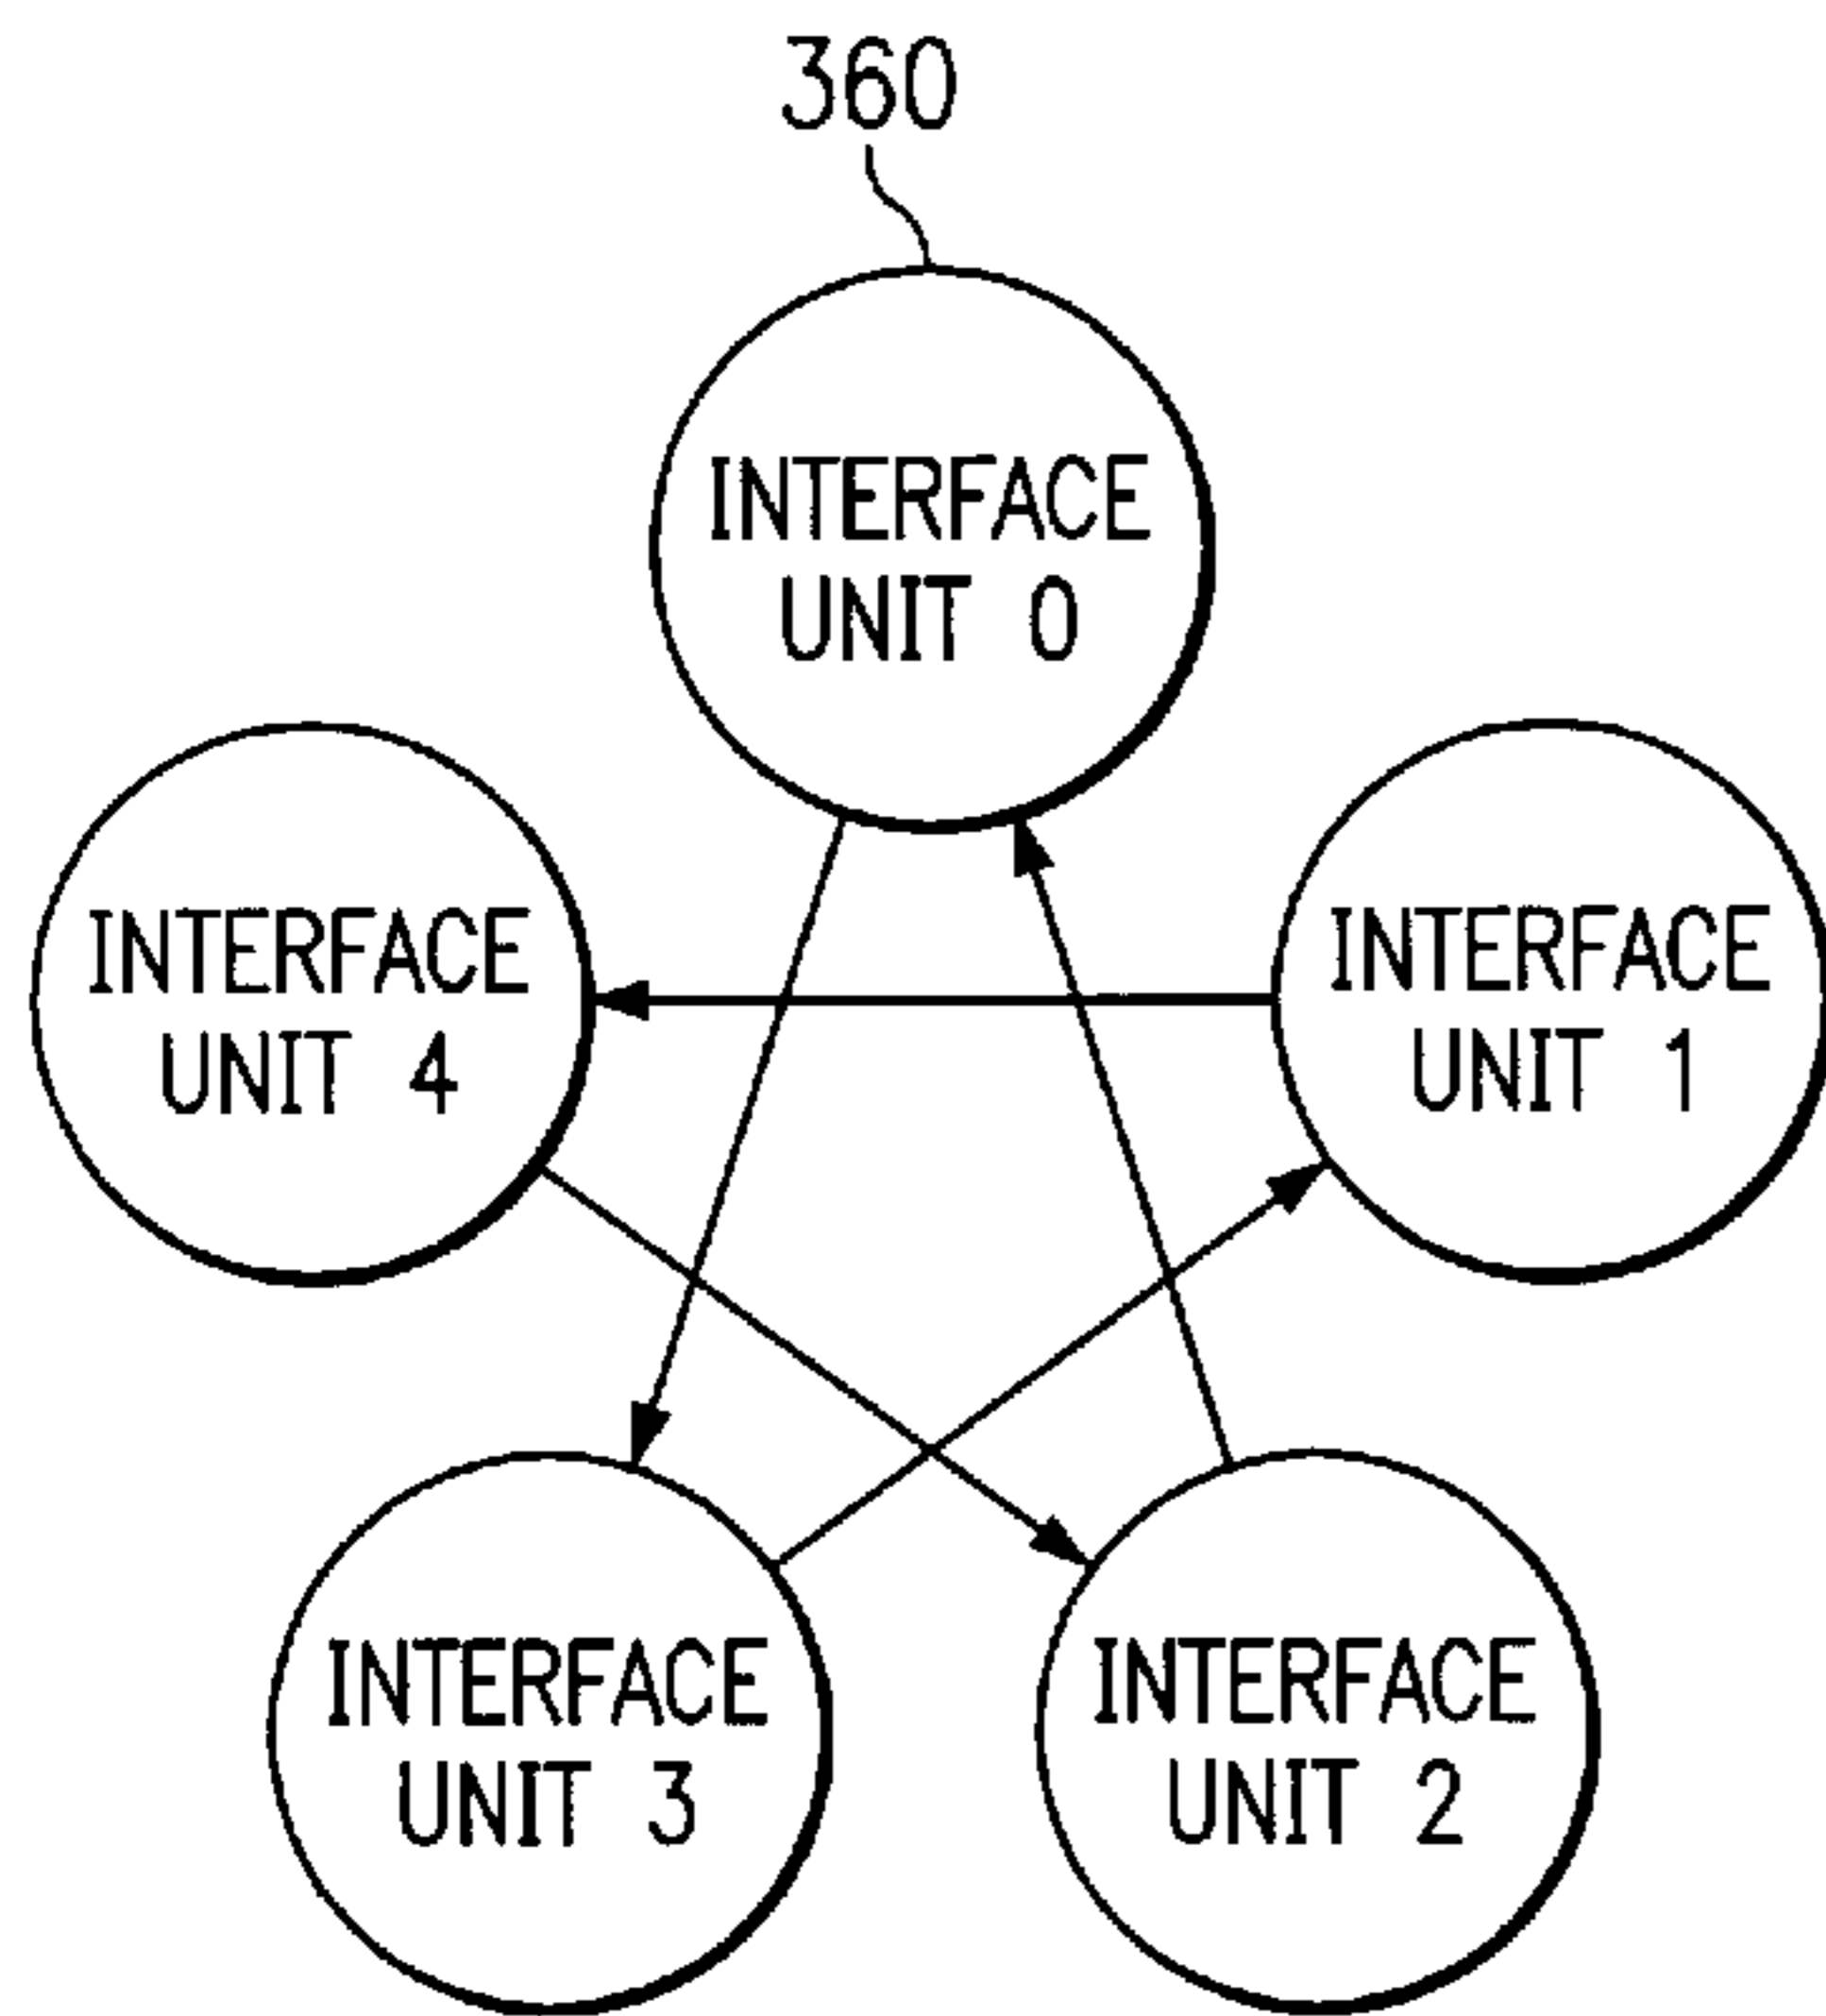 360
INTERFACE
UNIT 0
INTERFACE
UNIT 4
INTERFACE
UNIT 1
INTERFACE
UNIT 3
INTERFACE
UNIT 2